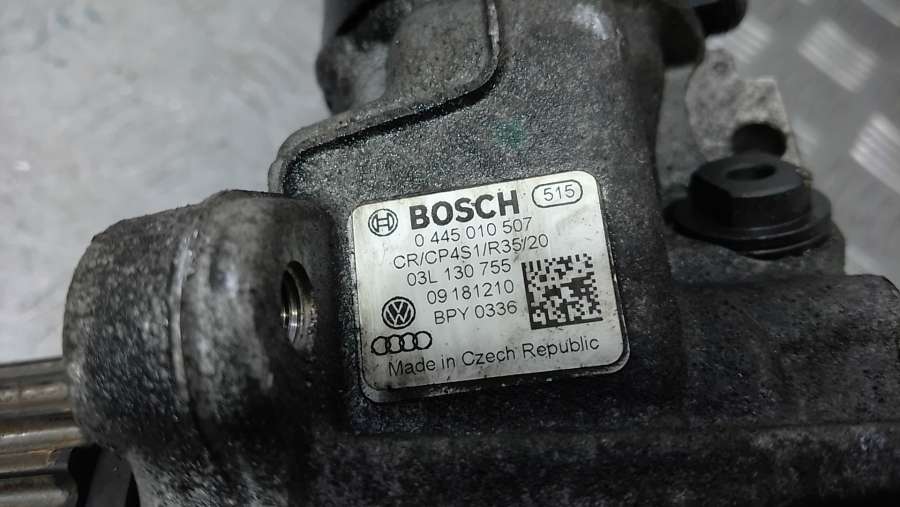 BOSCH 515
0 445 010 507
CR/CP4S1/R35/20
03L 130 755
09 181210
BPY 0336
Made in Czech Republic